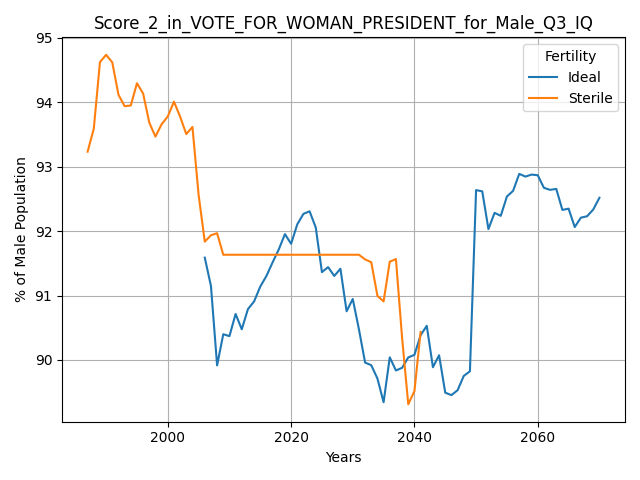 Score_2_in_VOTE_FOR_WOMAN_PRESIDENT_for_Male_Q3_IQ
% of Male Population
95
94
93
92
91
90
Fertility
Ideal
Sterile
2000 2020 2040 2060
Years